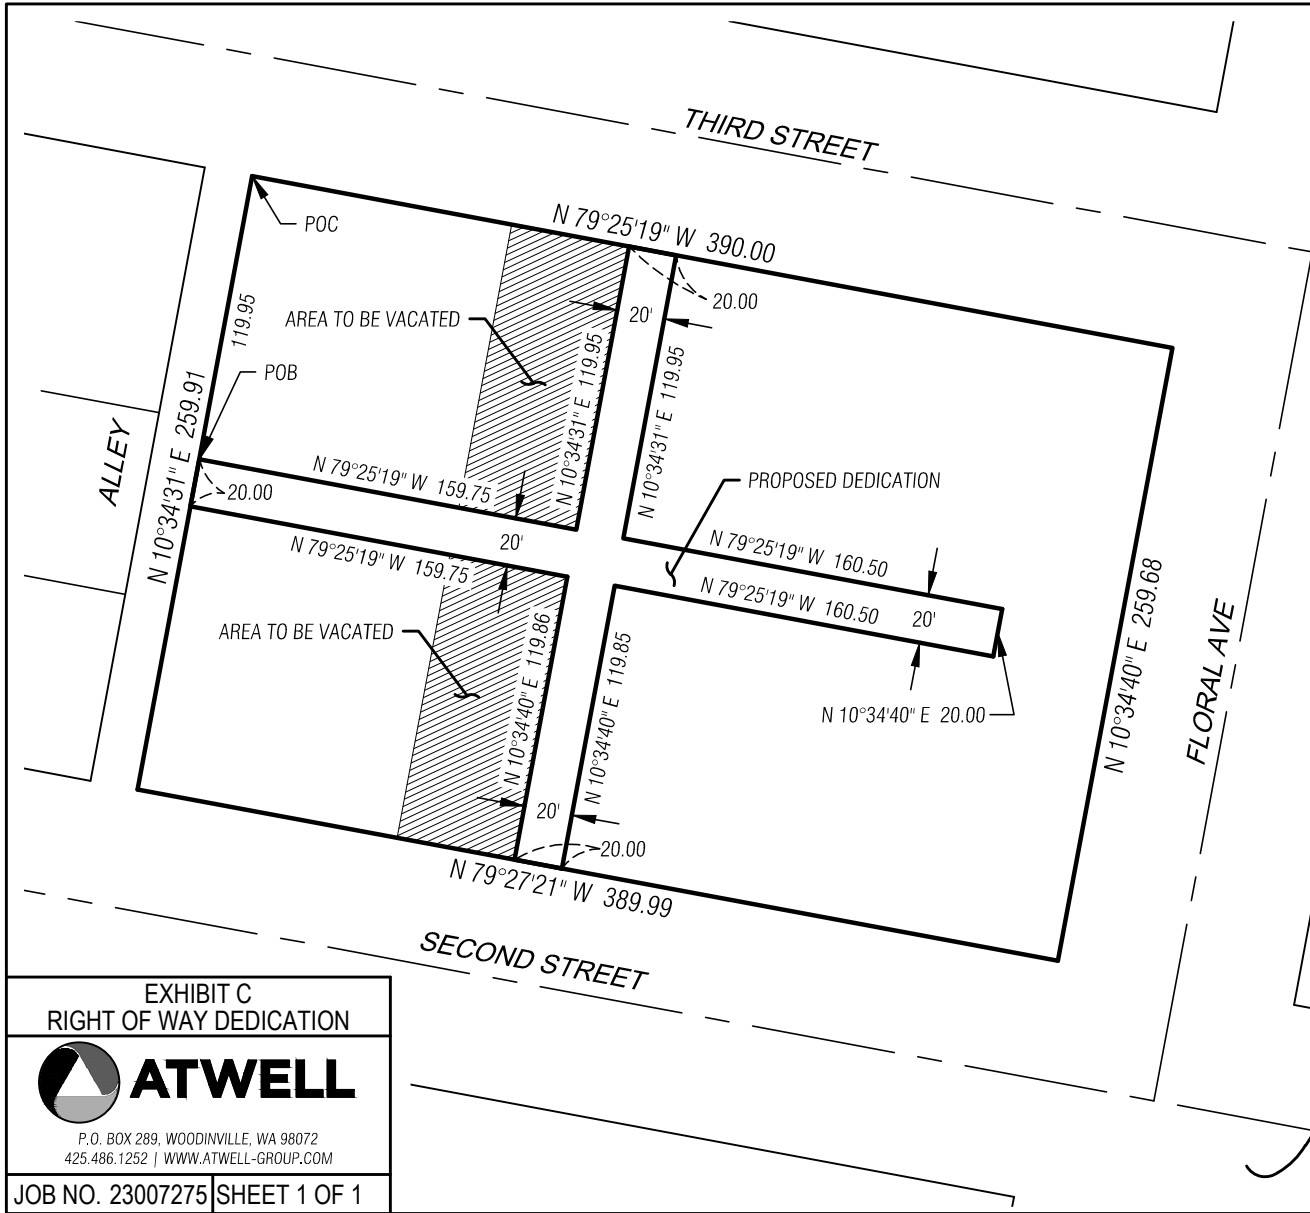 THIRD STREET
N 79°25'19" W  390.00
POC
20.00
119.95
AREA TO BE VACATED
20'
N 10°34'31" E  119.95
N 10°34'31" E  119.95
POB
N 10°34'31" E  259.91
ALLEY
N 79°25'19" W  159.75
20.00
PROPOSED DEDICATION
N 79°25'19" W  159.75
20'
N 79°25'19" W  160.50
N 79°25'19" W  160.50
20'
AREA TO BE VACATED
N 10°34'40" E  119.86
N 10°34'40" E  119.85
N 10°34'40" E  20.00
N 10°34'40" E  259.68
FLORAL AVE
20'
20.00
N 79°27'21" W  389.99
SECOND STREET
EXHIBIT C
RIGHT OF WAY DEDICATION
ATWELL
P.O. BOX 289, WOODINVILLE, WA 98072
425.486.1252 | WWW.ATWELL-GROUP.COM
JOB NO. 23007275 SHEET 1 OF 1